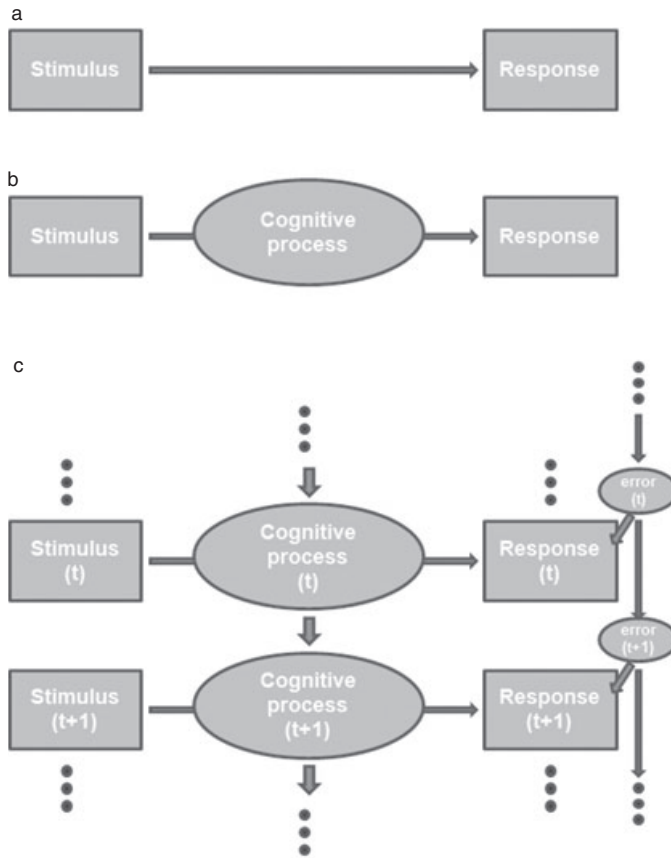 a
Stimulus
Response
b
Stimulus
Cognitive
process
Response
c
error
(t)
Stimulus
(t)
Cognitive
process
(t)
Response
(t)
error
(t+1)
Stimulus
(t+1)
Cognitive
process
(t+1)
Response
(t+1)